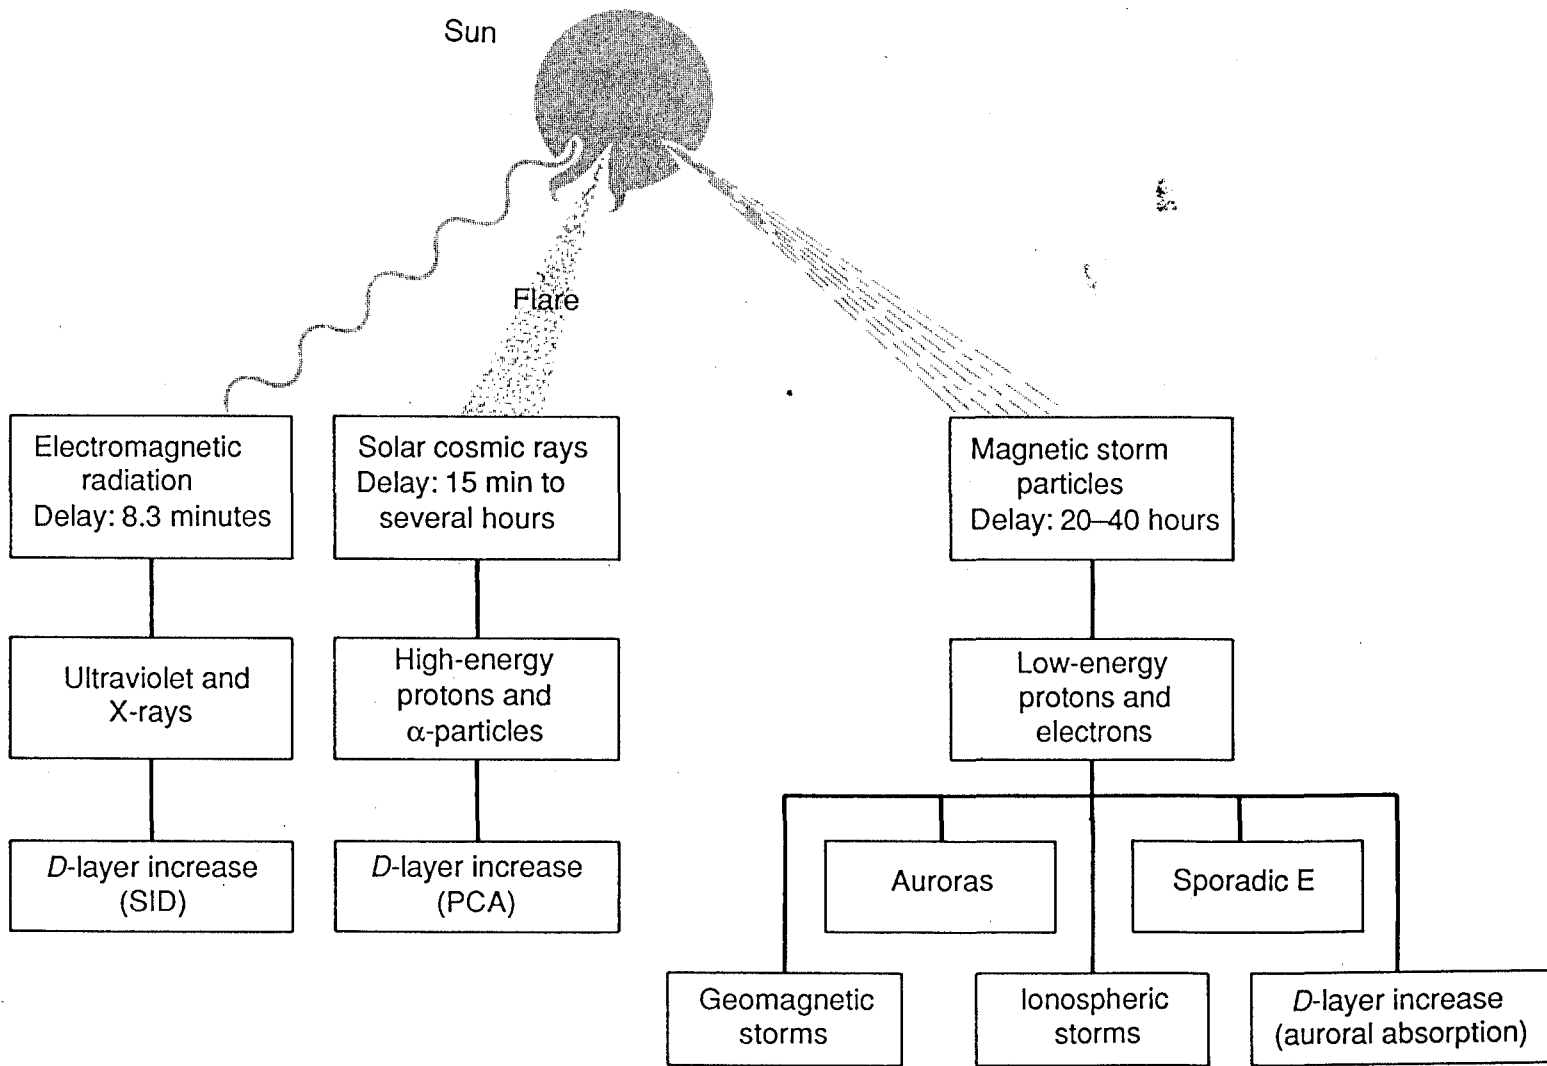 Sun
Flare
Electromagnetic
radiation
Delay: 8.3 minutes
Solar cosmic rays
Delay: 15 min to
several hours
Magnetic storm
particles
Delay: 20–40 hours
Ultraviolet and
X-rays
High-energy
protons and
α-particles
Low-energy
protons and
electrons
D-layer increase
(SID)
D-layer increase
(PCA)
Auroras
Sporadic E
Geomagnetic
storms
Ionospheric
storms
D-layer increase
(auroral absorption)